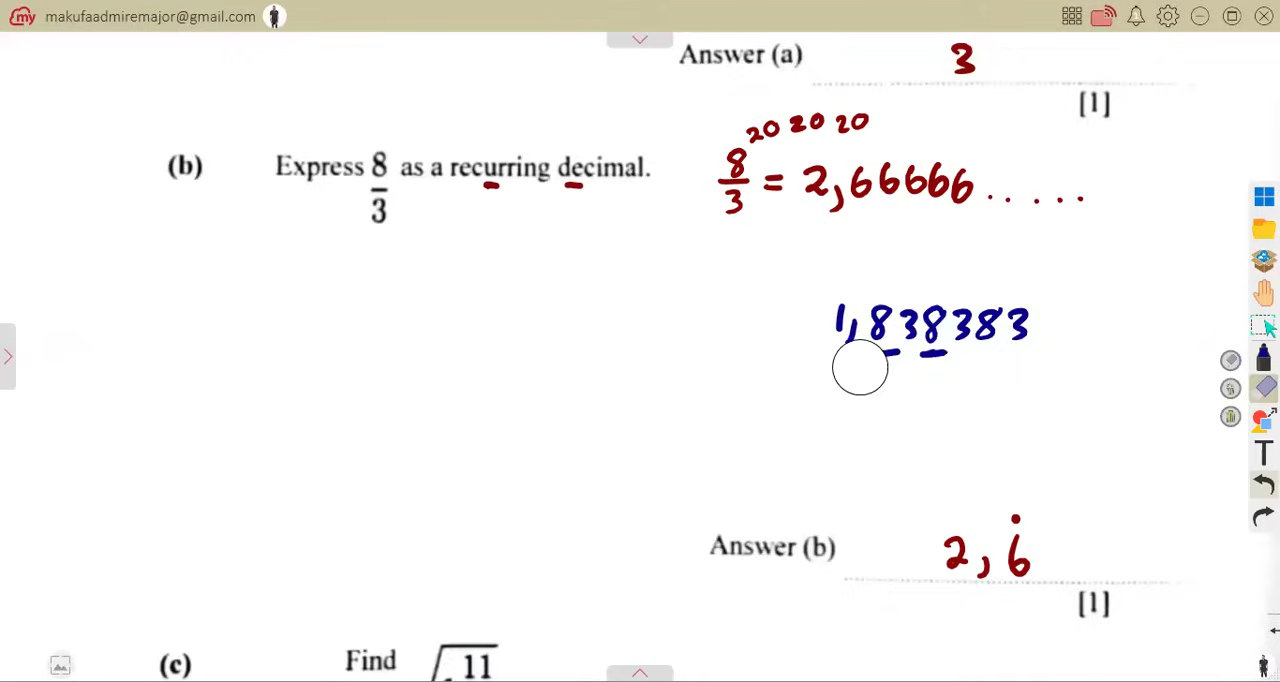 my makufaadmiremajor@gmail.com
Answer (a) 3
[1]
20 20 20
(b) Express 8/3 as a recurring decimal.
8/3 = 2,66666 .....
1,838383
Answer (b) 2,6̇
[1]
(c) Find √11